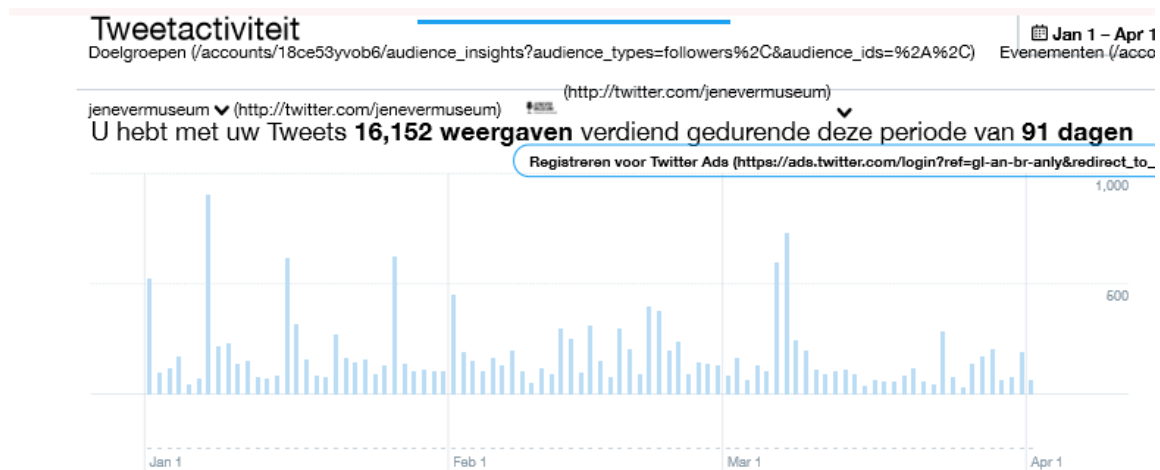 Tweetactiviteit
Jan 1 – Apr 1
Doelgroepen (/accounts/18ce53yvob6/audience_insights?audience_types=followers%2C&audience_ids=%2A%2C) Evenementen (/acco
(http://twitter.com/jenevermuseum)
jenevermuseum (http://twitter.com/jenevermuseum)
U hebt met uw Tweets 16,152 weergaven verdiend gedurende deze periode van 91 dagen
Registreren voor Twitter Ads (https://ads.twitter.com/login?ref=gl-an-br-anly&redirect_to_
1,000
500
Jan 1 Feb 1 Mar 1 Apr 1